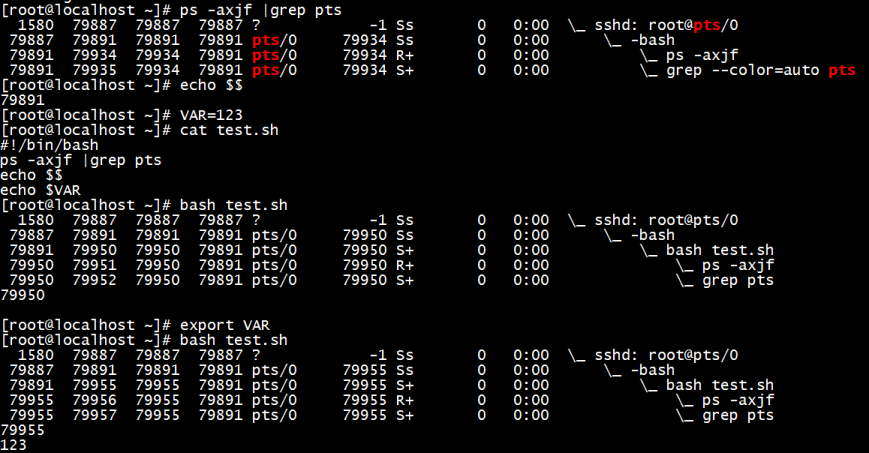 [root@localhost ~]# ps -axjf |grep pts
1580 79887 79887 79887 ? -1 Ss 0 0:00 \_ sshd: root@pts/0
79887 79891 79891 79891 pts/0 79934 Ss 0 0:00 \_ -bash
79891 79934 79934 79891 pts/0 79934 R+ 0 0:00 \_ ps -axjf
79891 79935 79934 79891 pts/0 79934 S+ 0 0:00 \_ grep --color=auto pts
[root@localhost ~]# echo $$
79891
[root@localhost ~]# VAR=123
[root@localhost ~]# cat test.sh
#!/bin/bash
ps -axjf |grep pts
echo $$
echo $VAR
[root@localhost ~]# bash test.sh
1580 79887 79887 79887 ? -1 Ss 0 0:00 \_ sshd: root@pts/0
79887 79891 79891 79891 pts/0 79950 Ss 0 0:00 \_ -bash
79891 79950 79950 79891 pts/0 79950 S+ 0 0:00 \_ bash test.sh
79950 79951 79950 79891 pts/0 79950 R+ 0 0:00 \_ ps -axjf
79950 79952 79950 79891 pts/0 79950 S+ 0 0:00 \_ grep pts
79950
[root@localhost ~]# export VAR
[root@localhost ~]# bash test.sh
1580 79887 79887 79887 ? -1 Ss 0 0:00 \_ sshd: root@pts/0
79887 79891 79891 79891 pts/0 79955 Ss 0 0:00 \_ -bash
79891 79955 79955 79891 pts/0 79955 S+ 0 0:00 \_ bash test.sh
79955 79956 79955 79891 pts/0 79955 R+ 0 0:00 \_ ps -axjf
79955 79957 79955 79891 pts/0 79955 S+ 0 0:00 \_ grep pts
79955
123